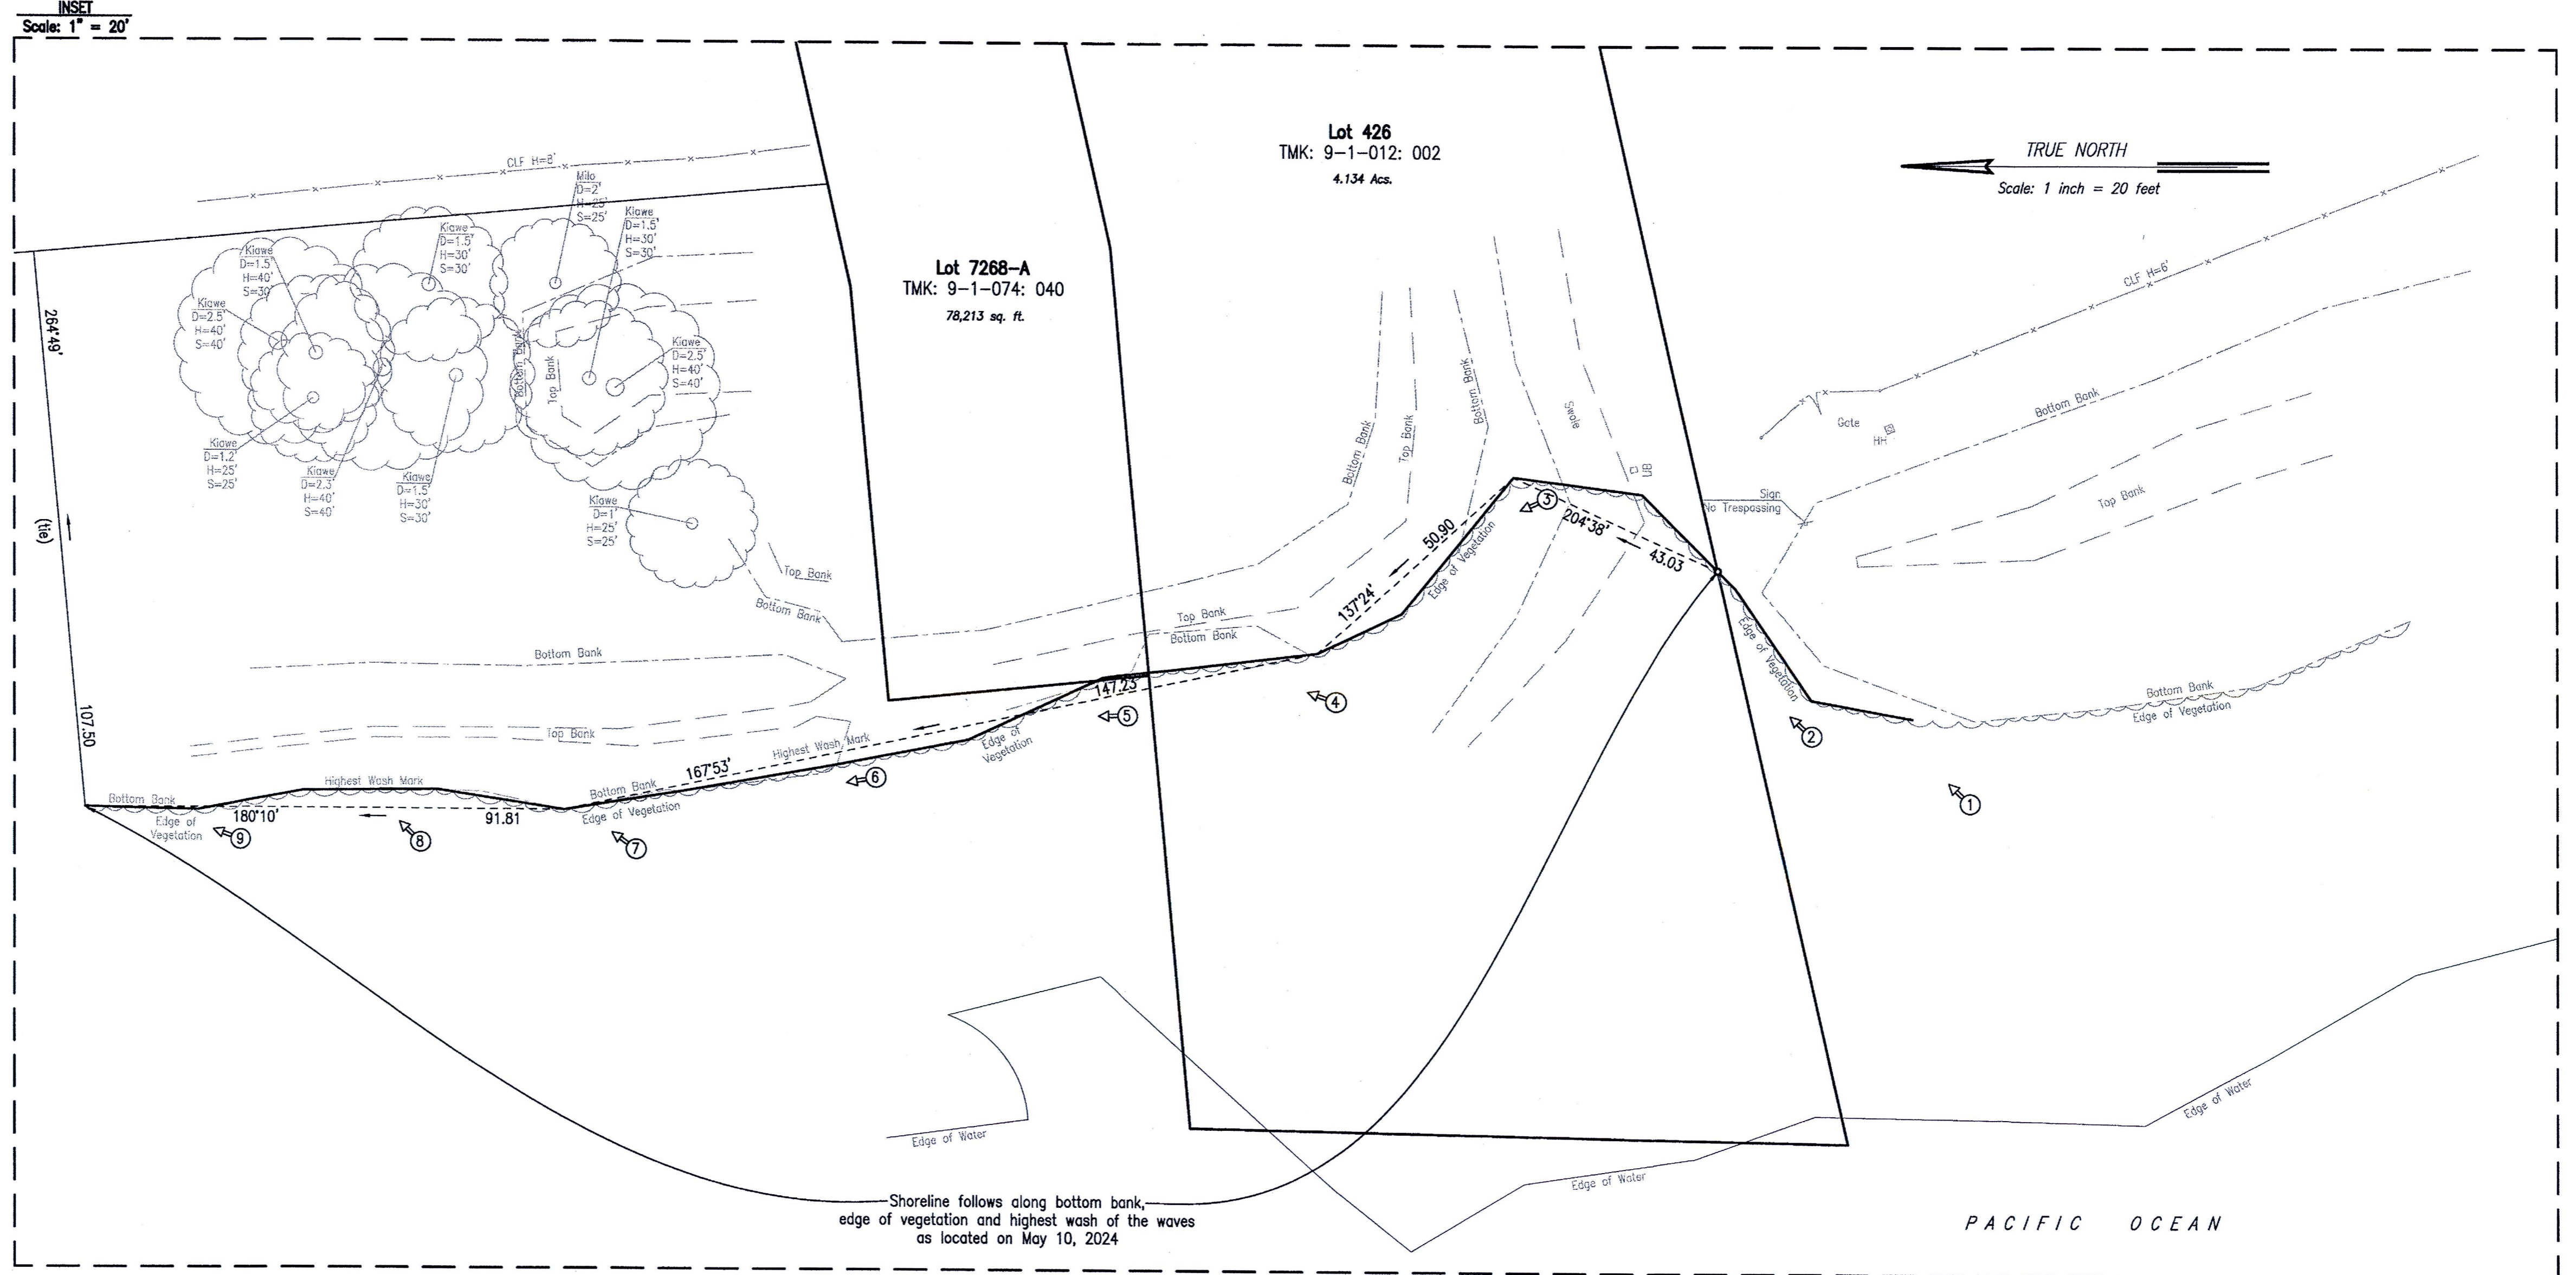 INSET
Scale: 1" = 20'
Lot 426
TMK: 9-1-012: 002
4.134 Acs.
TRUE NORTH
Scale: 1 inch = 20 feet
Lot 7268-A
TMK: 9-1-074: 040
78,213 sq. ft.
CLF H=8'
Milo
D=2'
H=25'
S=25'
Kiawe
D=1.5'
H=30'
S=30'
Kiawe
D=1.5'
H=30'
S=30'
Kiawe
D=1.5'
H=40'
S=30'
Kiawe
D=2.5'
H=40'
S=40'
Kiawe
D=2.5'
H=40'
S=40'
Kiawe
D=1.2'
H=25'
S=25'
Kiawe
D=2.3'
H=40'
S=40'
Kiawe
D=1.5'
H=30'
S=30'
Kiawe
D=1'
H=25'
S=25'
Bottom Bank
Top Bank
264°49'
(tie)
107.50
Top Bank
Bottom Bank
Bottom Bank
Top Bank
Highest Wash Mark
Bottom Bank
Edge of
Vegetation
180°10'
91.81
Highest Wash Mark
167°53'
Bottom Bank
Edge of Vegetation
Edge of
Vegetation
147.23
Top Bank
Bottom Bank
Bottom Bank
Top Bank
Bottom Bank
Swale
137°24'
50.90
Edge of Vegetation
204°38'
43.03
Sign
No Trespassing
Gate
HH
CLF H=6'
Bottom Bank
Top Bank
Edge of Vegetation
Bottom Bank
Edge of Vegetation
1
2
3
4
5
6
7
8
9
Edge of Water
Edge of Water
Edge of Water
Shoreline follows along bottom bank,
edge of vegetation and highest wash of the waves
as located on May 10, 2024
PACIFIC OCEAN